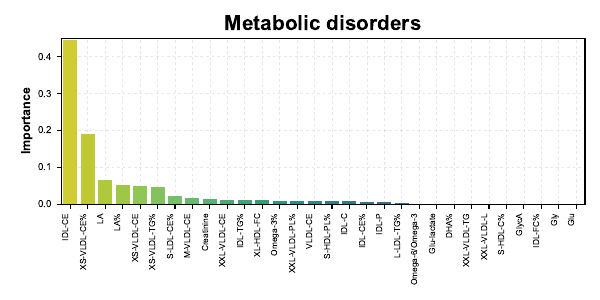 Metabolic disorders
Importance
0.4
0.3
0.2
0.1
0.0
IDL-CE
XS-VLDL-CE%
LA
LA%
XS-VLDL-CE
XS-VLDL-TG%
S-LDL-CE%
M-VLDL-CE
Creatinine
XXL-VLDL-CE
IDL-TG%
XL-HDL-FC
Omega-3%
XXL-VLDL-PL%
VLDL-CE
S-HDL-PL%
IDL-C
IDL-CE%
IDL-P
L-LDL-TG%
Omega-6/Omega-3
Glu-lactate
DHA%
XXL-VLDL-TG
XXL-VLDL-L
S-HDL-C%
GlycA
IDL-FC%
Gly
Glu